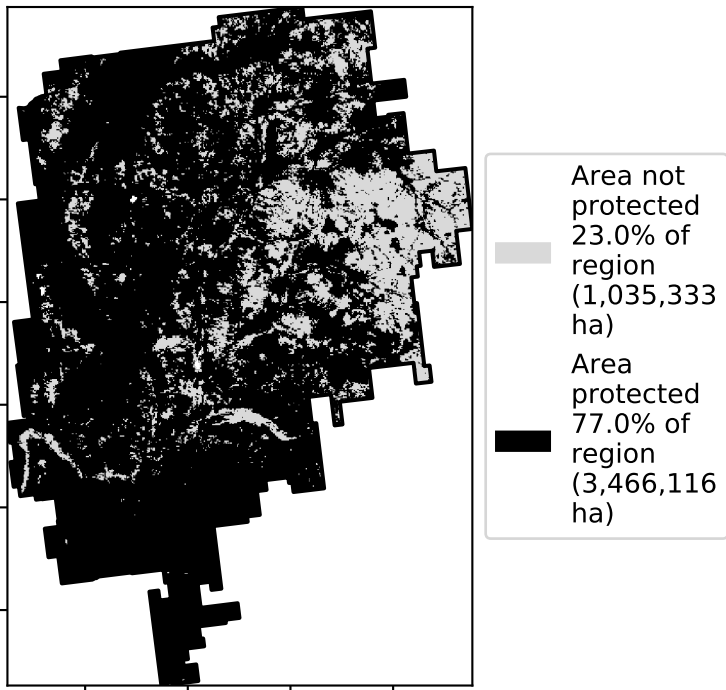 Area not
protected
23.0% of
region
(1,035,333
ha)
Area
protected
77.0% of
region
(3,466,116
ha)